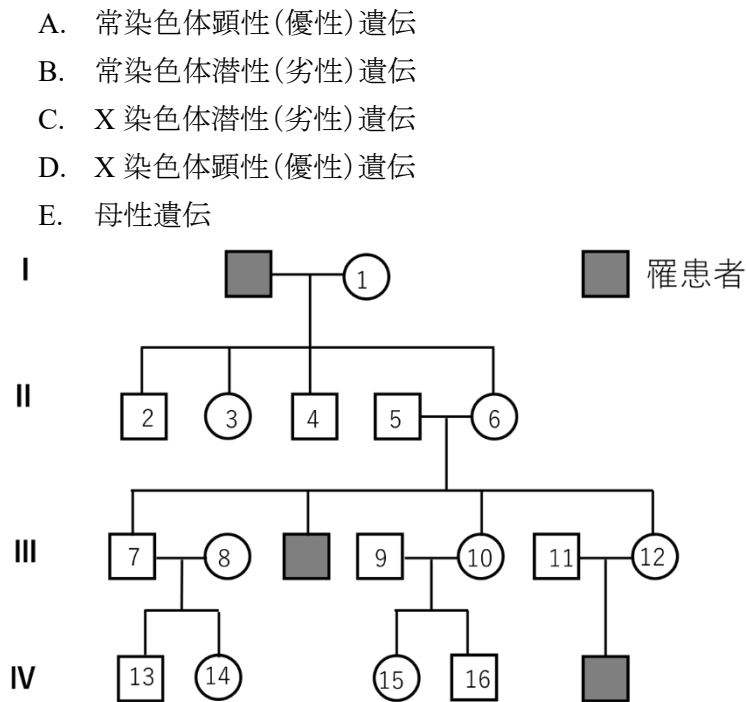 A. 常染色体顕性(優性)遺伝
B. 常染色体潜性(劣性)遺伝
C. X 染色体潜性(劣性)遺伝
D. X 染色体顕性(優性)遺伝
E. 母性遺伝
I 1 罹患者
II 2 3 4 5 6
III 7 8 9 10 11 12
IV 13 14 15 16